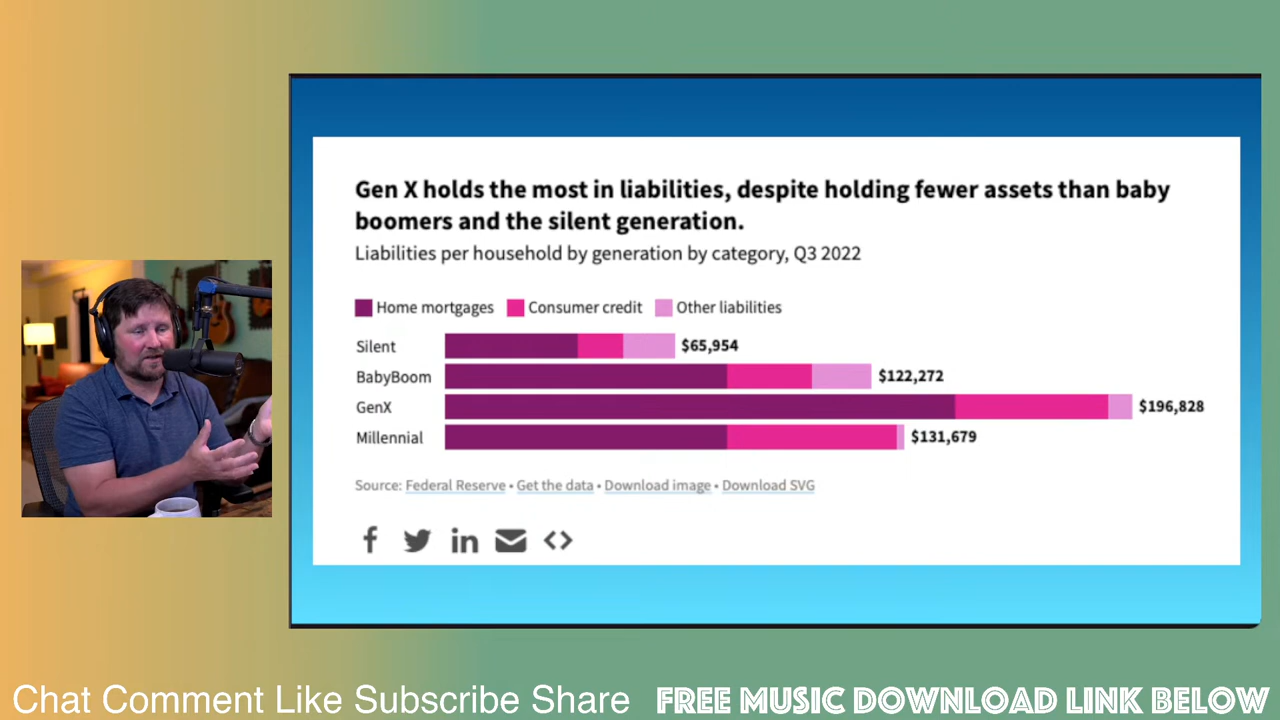 Gen X holds the most in liabilities, despite holding fewer assets than baby
boomers and the silent generation.
Liabilities per household by generation by category, Q3 2022
Home mortgages Consumer credit Other liabilities
Silent $65,954
BabyBoom $122,272
GenX $196,828
Millennial $131,679
Source: Federal Reserve • Get the data • Download image • Download SVG
Chat Comment Like Subscribe Share FREE MUSIC DOWNLOAD LINK BELOW